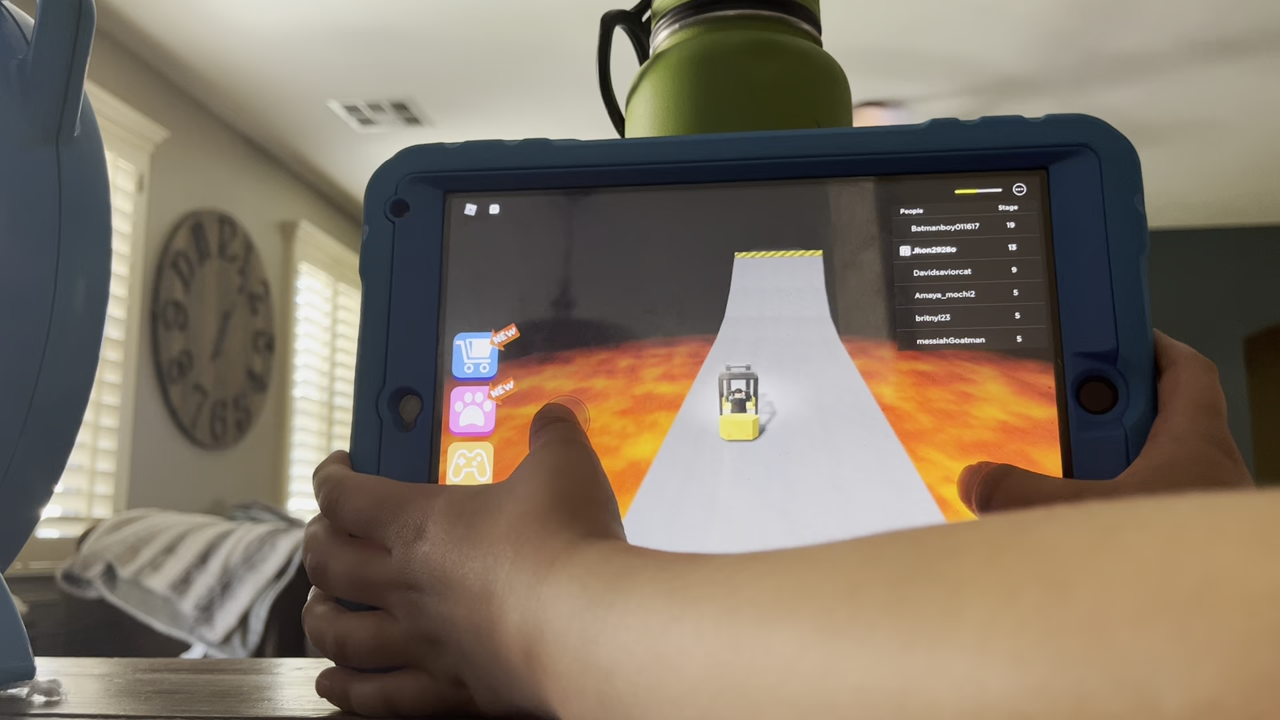 People Stage
Batmanboy011617 19
Jhon2928o 13
Davidsaviorcat 9
Amaya_mochi2 5
britnyl23 5
messiahGoatman 5
NEW
NEW